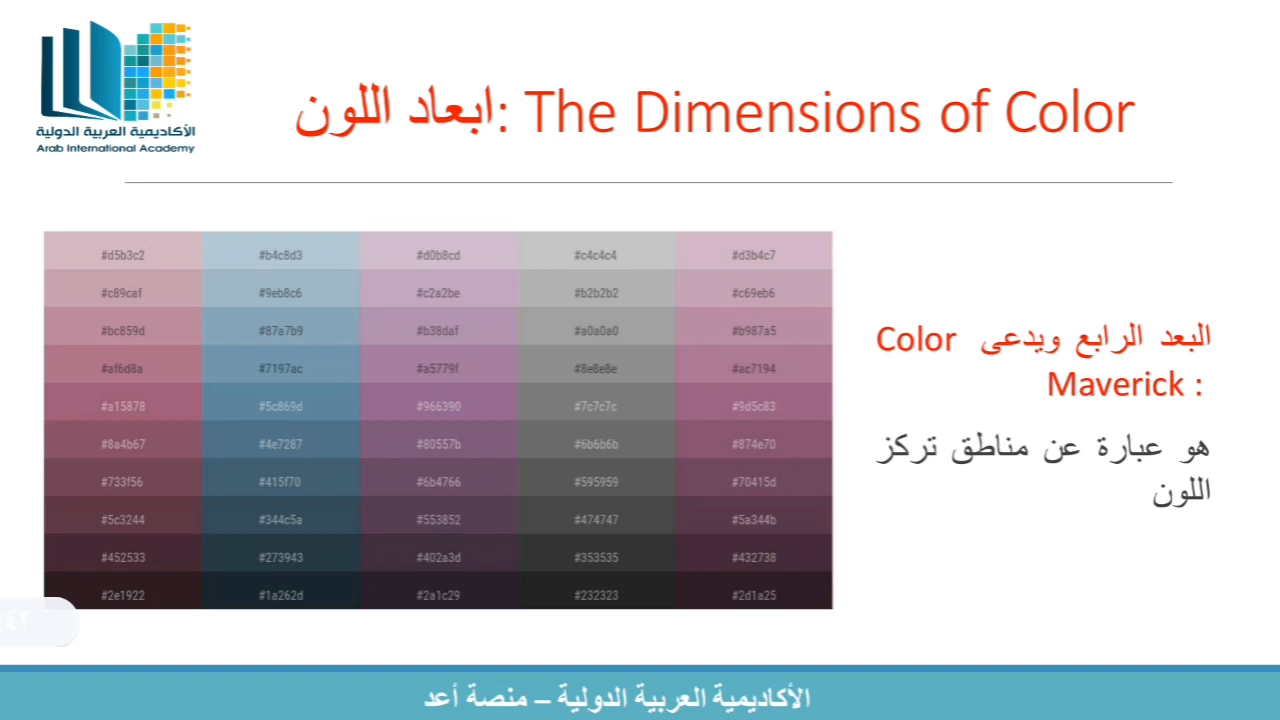 الأكاديمية العربية الدولية
Arab International Academy
ابعاد اللون: The Dimensions of Color
#d5b3c2 #b4c8d3 #d0b8cd #c4c4c4 #d3b4c7
#c89caf #9eb8c6 #c2a2be #b2b2b2 #c69eb6
#bc859d #87a7b9 #b38daf #a0a0a0 #b987a5
#af6d8a #7197ac #a5779f #8e8e8e #ac7194
#a15878 #5c869d #966390 #7c7c7c #9d5c83
#8a4b67 #4e7287 #80557b #6b6b6b #874e70
#733f56 #415f70 #6b4766 #595959 #70415d
#5c3244 #344c5a #553852 #474747 #5a344b
#452533 #273943 #402a3d #353535 #432738
#2e1922 #1a262d #2a1c29 #232323 #2d1a25
البعد الرابع ويدعى Color
Maverick :
هو عبارة عن مناطق تركز
اللون
الأكاديمية العربية الدولية – منصة أعد